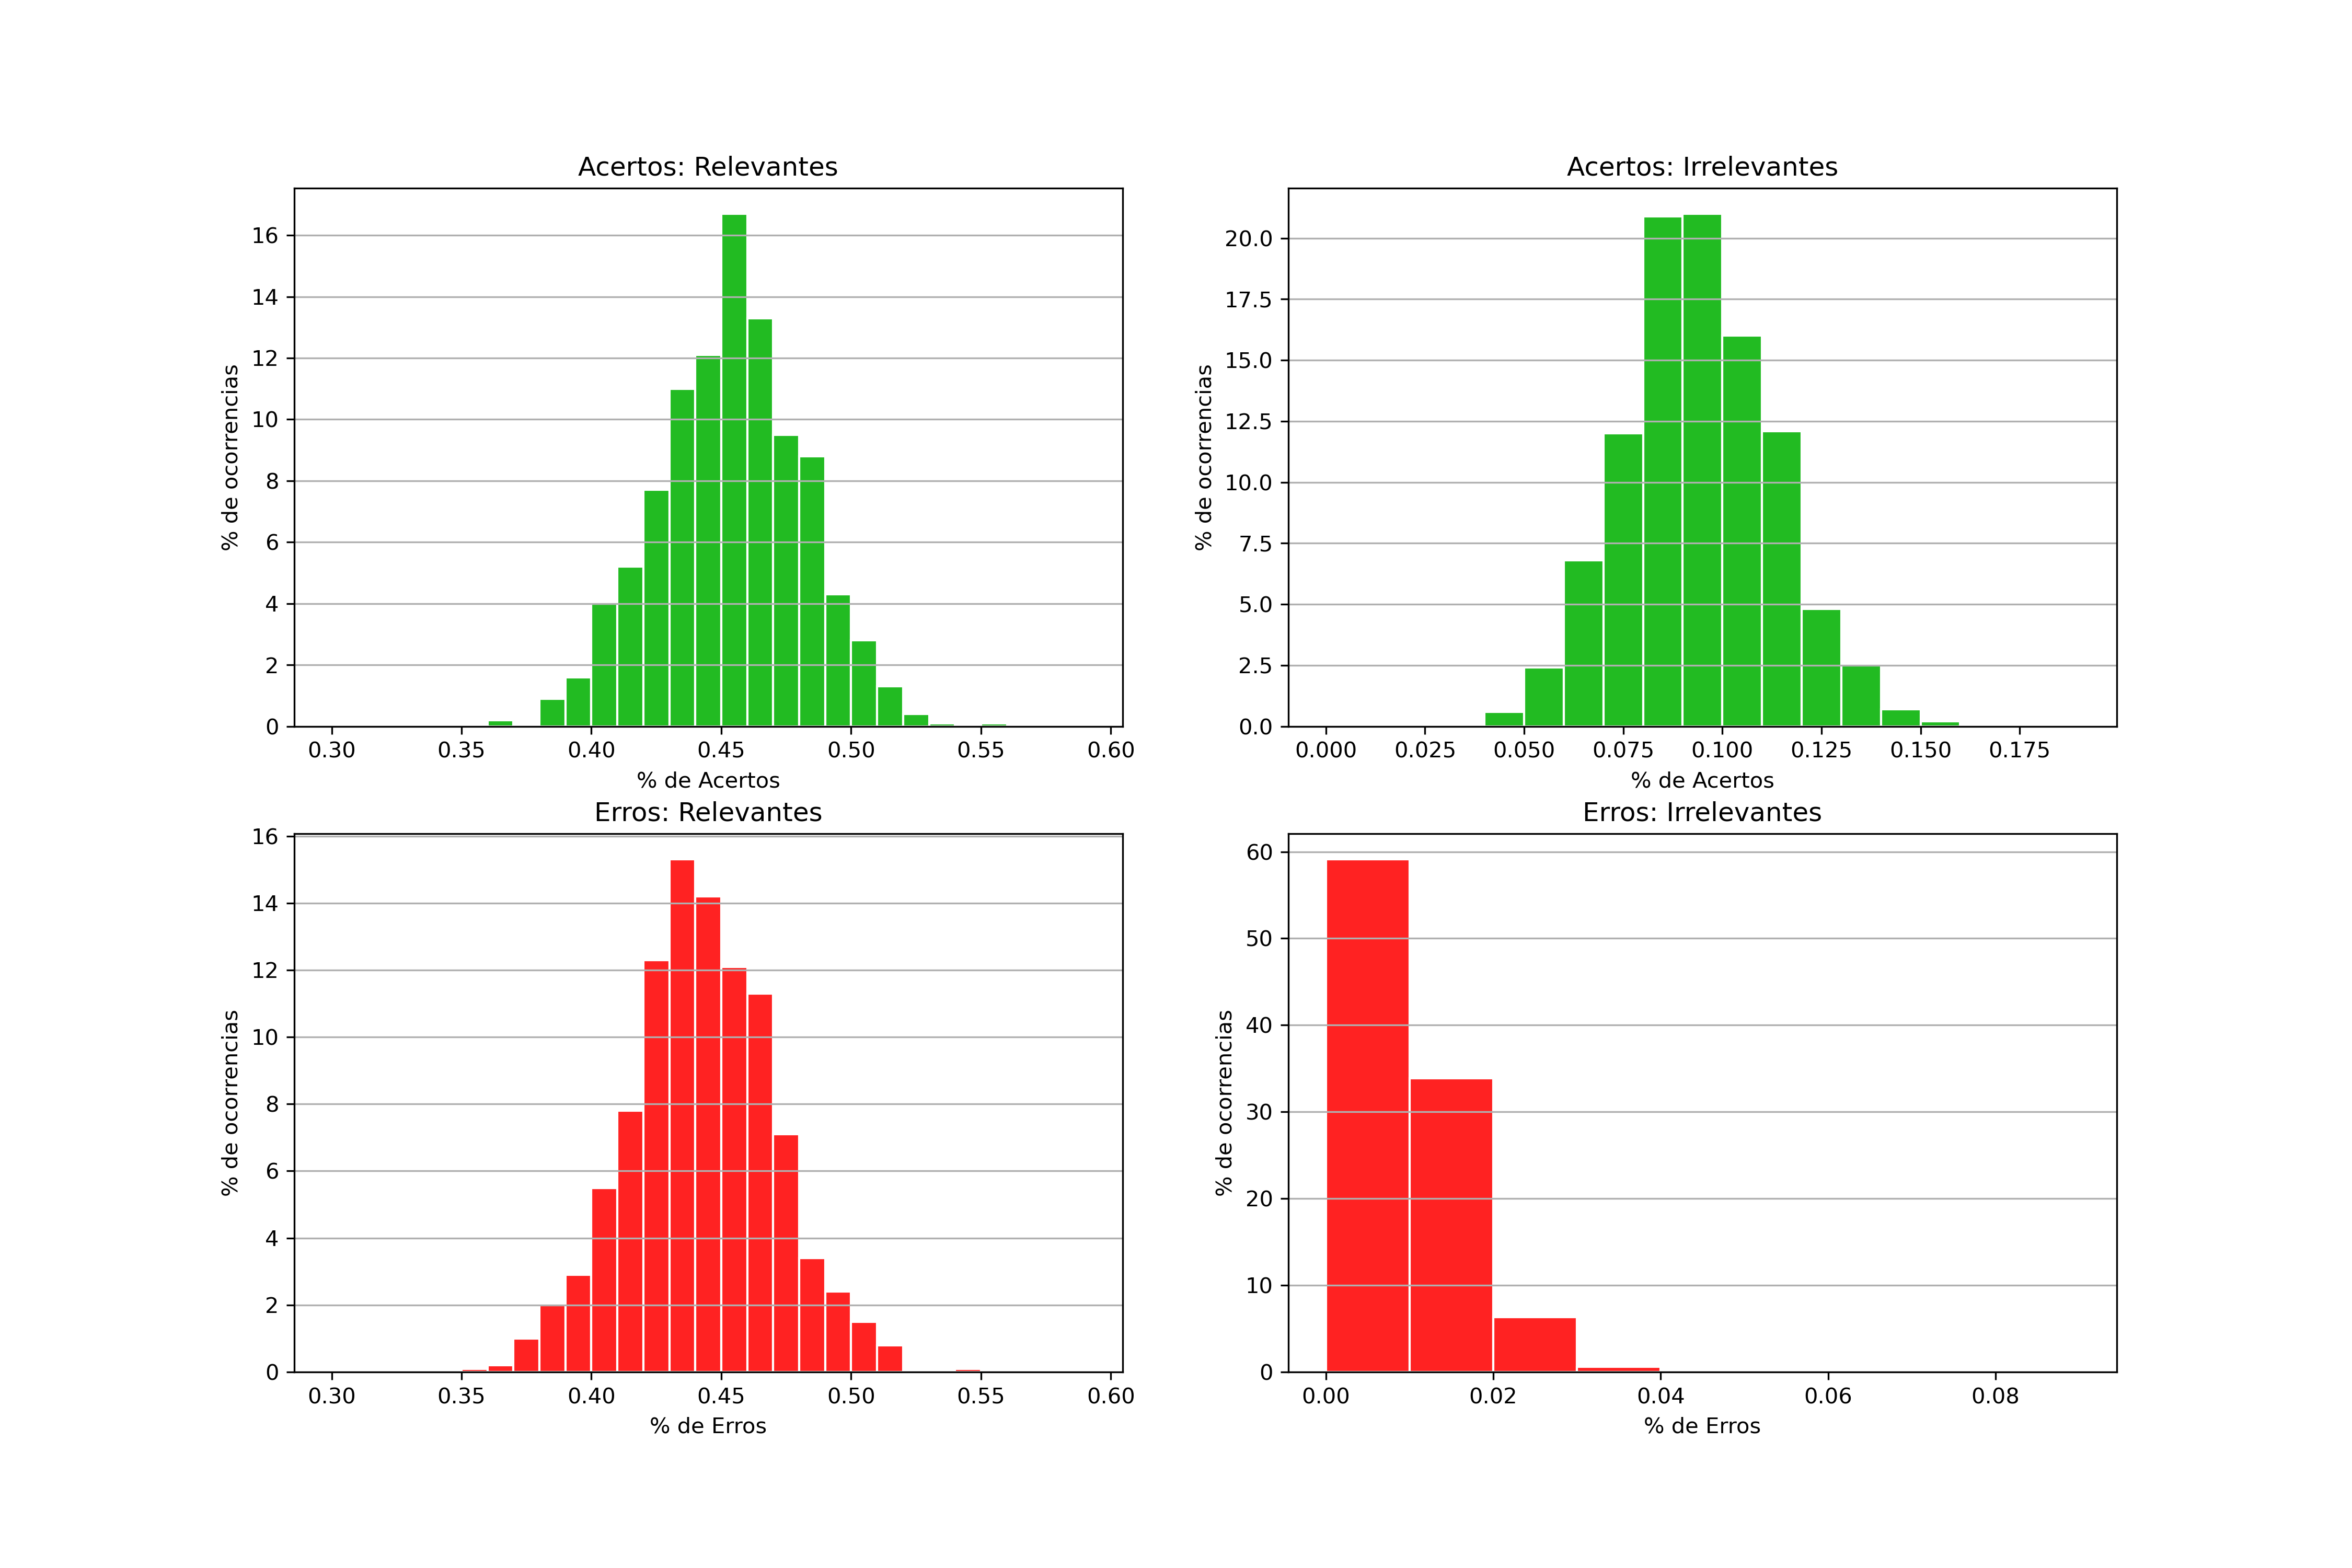 Acertos: Relevantes
% de ocorrencias
16
14
12
10
8
6
4
2
0
0.30 0.35 0.40 0.45 0.50 0.55 0.60
% de Acertos
Acertos: Irrelevantes
% de ocorrencias
20.0
17.5
15.0
12.5
10.0
7.5
5.0
2.5
0.0
0.000 0.025 0.050 0.075 0.100 0.125 0.150 0.175
% de Acertos
Erros: Relevantes
% de ocorrencias
16
14
12
10
8
6
4
2
0
0.30 0.35 0.40 0.45 0.50 0.55 0.60
% de Erros
Erros: Irrelevantes
% de ocorrencias
60
50
40
30
20
10
0
0.00 0.02 0.04 0.06 0.08
% de Erros